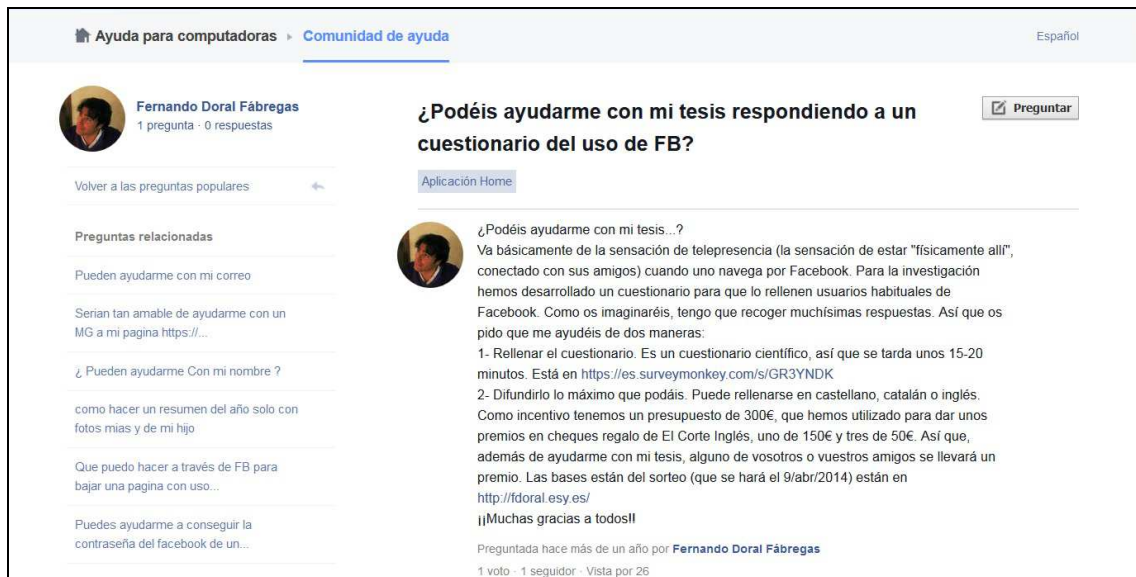 Ayuda para computadoras ▸ Comunidad de ayuda
Español
Fernando Doral Fábregas
1 pregunta · 0 respuestas
Volver a las preguntas populares
Preguntas relacionadas
Pueden ayudarme con mi correo
Serian tan amable de ayudarme con un
MG a mi pagina https://...
¿ Pueden ayudarme Con mi nombre ?
como hacer un resumen del año solo con
fotos mias y de mi hijo
Que puedo hacer a través de FB para
bajar una pagina con uso...
Puedes ayudarme a conseguir la
contraseña del facebook de un...
¿Podéis ayudarme con mi tesis respondiendo a un
cuestionario del uso de FB?
Preguntar
Aplicación Home
¿Podéis ayudarme con mi tesis...?
Va básicamente de la sensación de telepresencia (la sensación de estar "físicamente allí",
conectado con sus amigos) cuando uno navega por Facebook. Para la investigación
hemos desarrollado un cuestionario para que lo rellenen usuarios habituales de
Facebook. Como os imaginaréis, tengo que recoger muchísimas respuestas. Así que os
pido que me ayudéis de dos maneras:
1- Rellenar el cuestionario. Es un cuestionario científico, así que se tarda unos 15-20
minutos. Está en https://es.surveymonkey.com/s/GR3YNDK
2- Difundirlo lo máximo que podáis. Puede rellenarse en castellano, catalán o inglés.
Como incentivo tenemos un presupuesto de 300€, que hemos utilizado para dar unos
premios en cheques regalo de El Corte Inglés, uno de 150€ y tres de 50€. Así que,
además de ayudarme con mi tesis, alguno de vosotros o vuestros amigos se llevará un
premio. Las bases están del sorteo (que se hará el 9/abr/2014) están en
http://fdoral.esy.es/
¡¡Muchas gracias a todos!!
Preguntada hace más de un año por Fernando Doral Fábregas
1 voto · 1 seguidor · Vista por 26